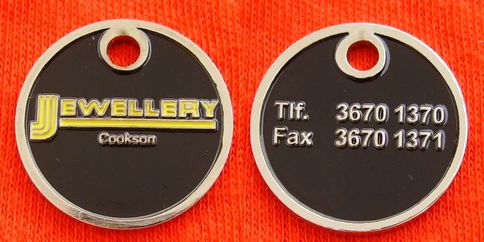 JEWELLERY
Cookson
Tlf. 3670 1370
Fax 3670 1371